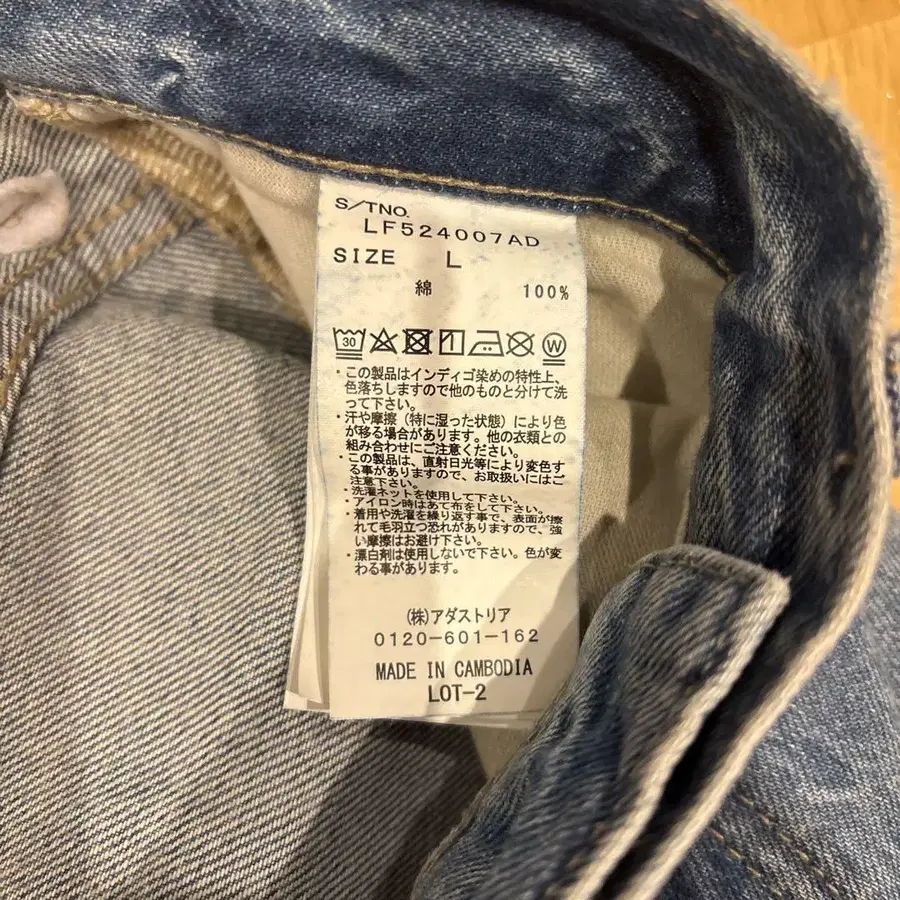 S/TNO.
LF524007AD
SIZE L
綿 100%
30
W
・この製品はインディゴ染めの特性上、
色落ちしますので他のものと分けて洗
って下さい。
・汗や摩擦（特に湿った状態）により色
が移る場合があります。他の衣類との
組み合わせにご注意ください。
・この製品は、直射日光等により変色す
る事がありますので、お取扱いにはご
注意下さい。
・洗濯ネットを使用して下さい。
・アイロン時はあて布をして下さい。
・着用や洗濯を繰り返す事で、表面が擦
れて毛羽立つ恐れがありますので、強
い摩擦はお避け下さい。
・漂白剤は使用しないで下さい。色が変
わる事があります。
(株)アダストリア
0120-601-162
MADE IN CAMBODIA
LOT-2